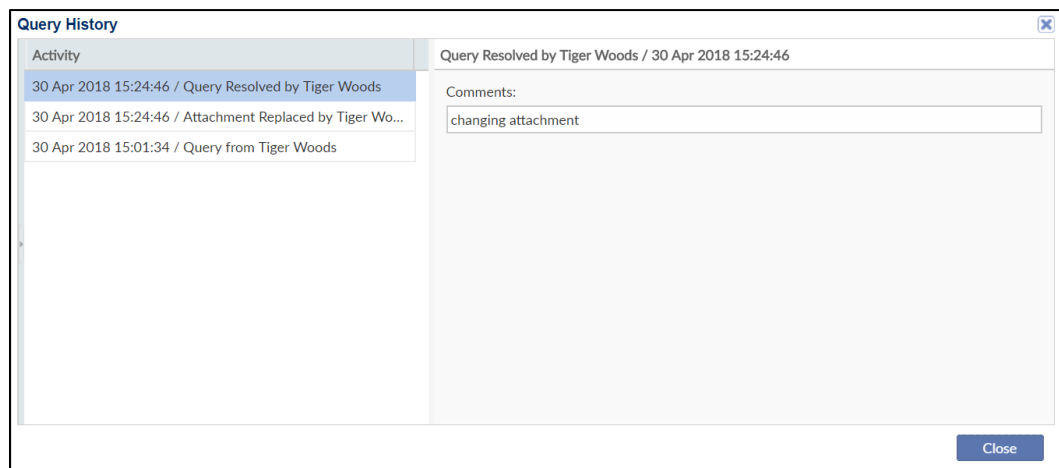 Query History
Activity
30 Apr 2018 15:24:46 / Query Resolved by Tiger Woods
30 Apr 2018 15:24:46 / Attachment Replaced by Tiger Wo...
30 Apr 2018 15:01:34 / Query from Tiger Woods
Query Resolved by Tiger Woods / 30 Apr 2018 15:24:46
Comments:
changing attachment
Close